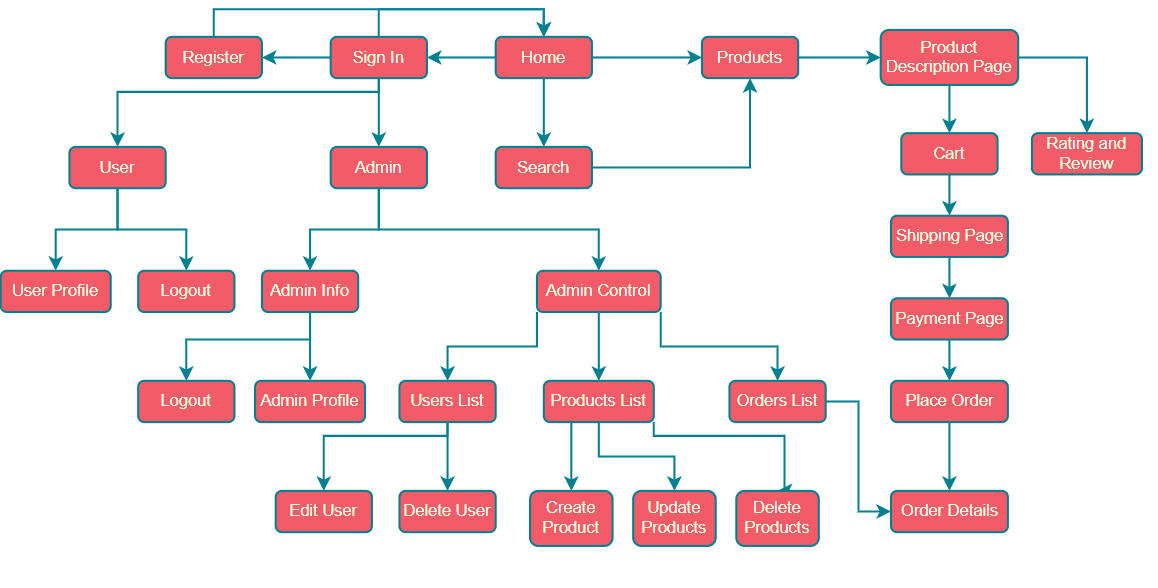 Register
Sign In
Home
Products
Product
Description Page
User
Admin
Search
Cart
Rating and
Review
Shipping Page
User Profile
Logout
Admin Info
Admin Control
Payment Page
Logout
Admin Profile
Users List
Products List
Orders List
Place Order
Edit User
Delete User
Create
Product
Update
Products
Delete
Products
Order Details